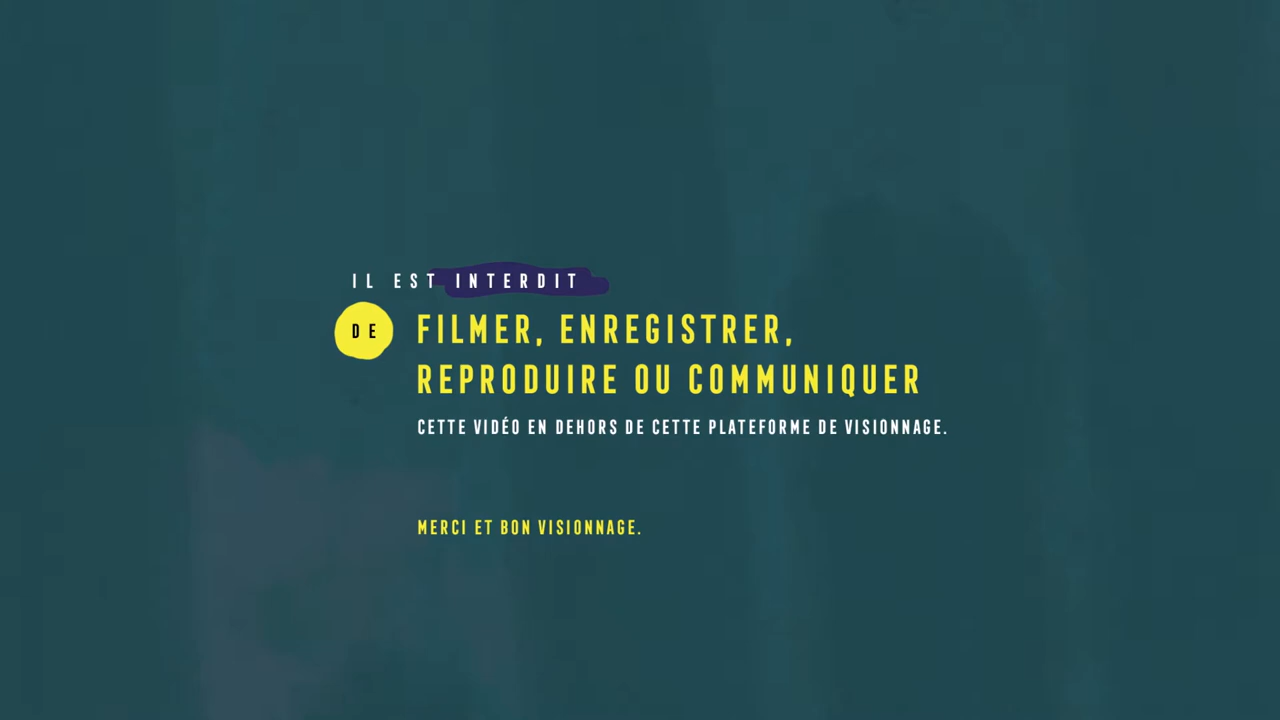 IL EST INTERDIT
DE FILMER, ENREGISTRER,
REPRODUIRE OU COMMUNIQUER
CETTE VIDÉO EN DEHORS DE CETTE PLATEFORME DE VISIONNAGE.
MERCI ET BON VISIONNAGE.